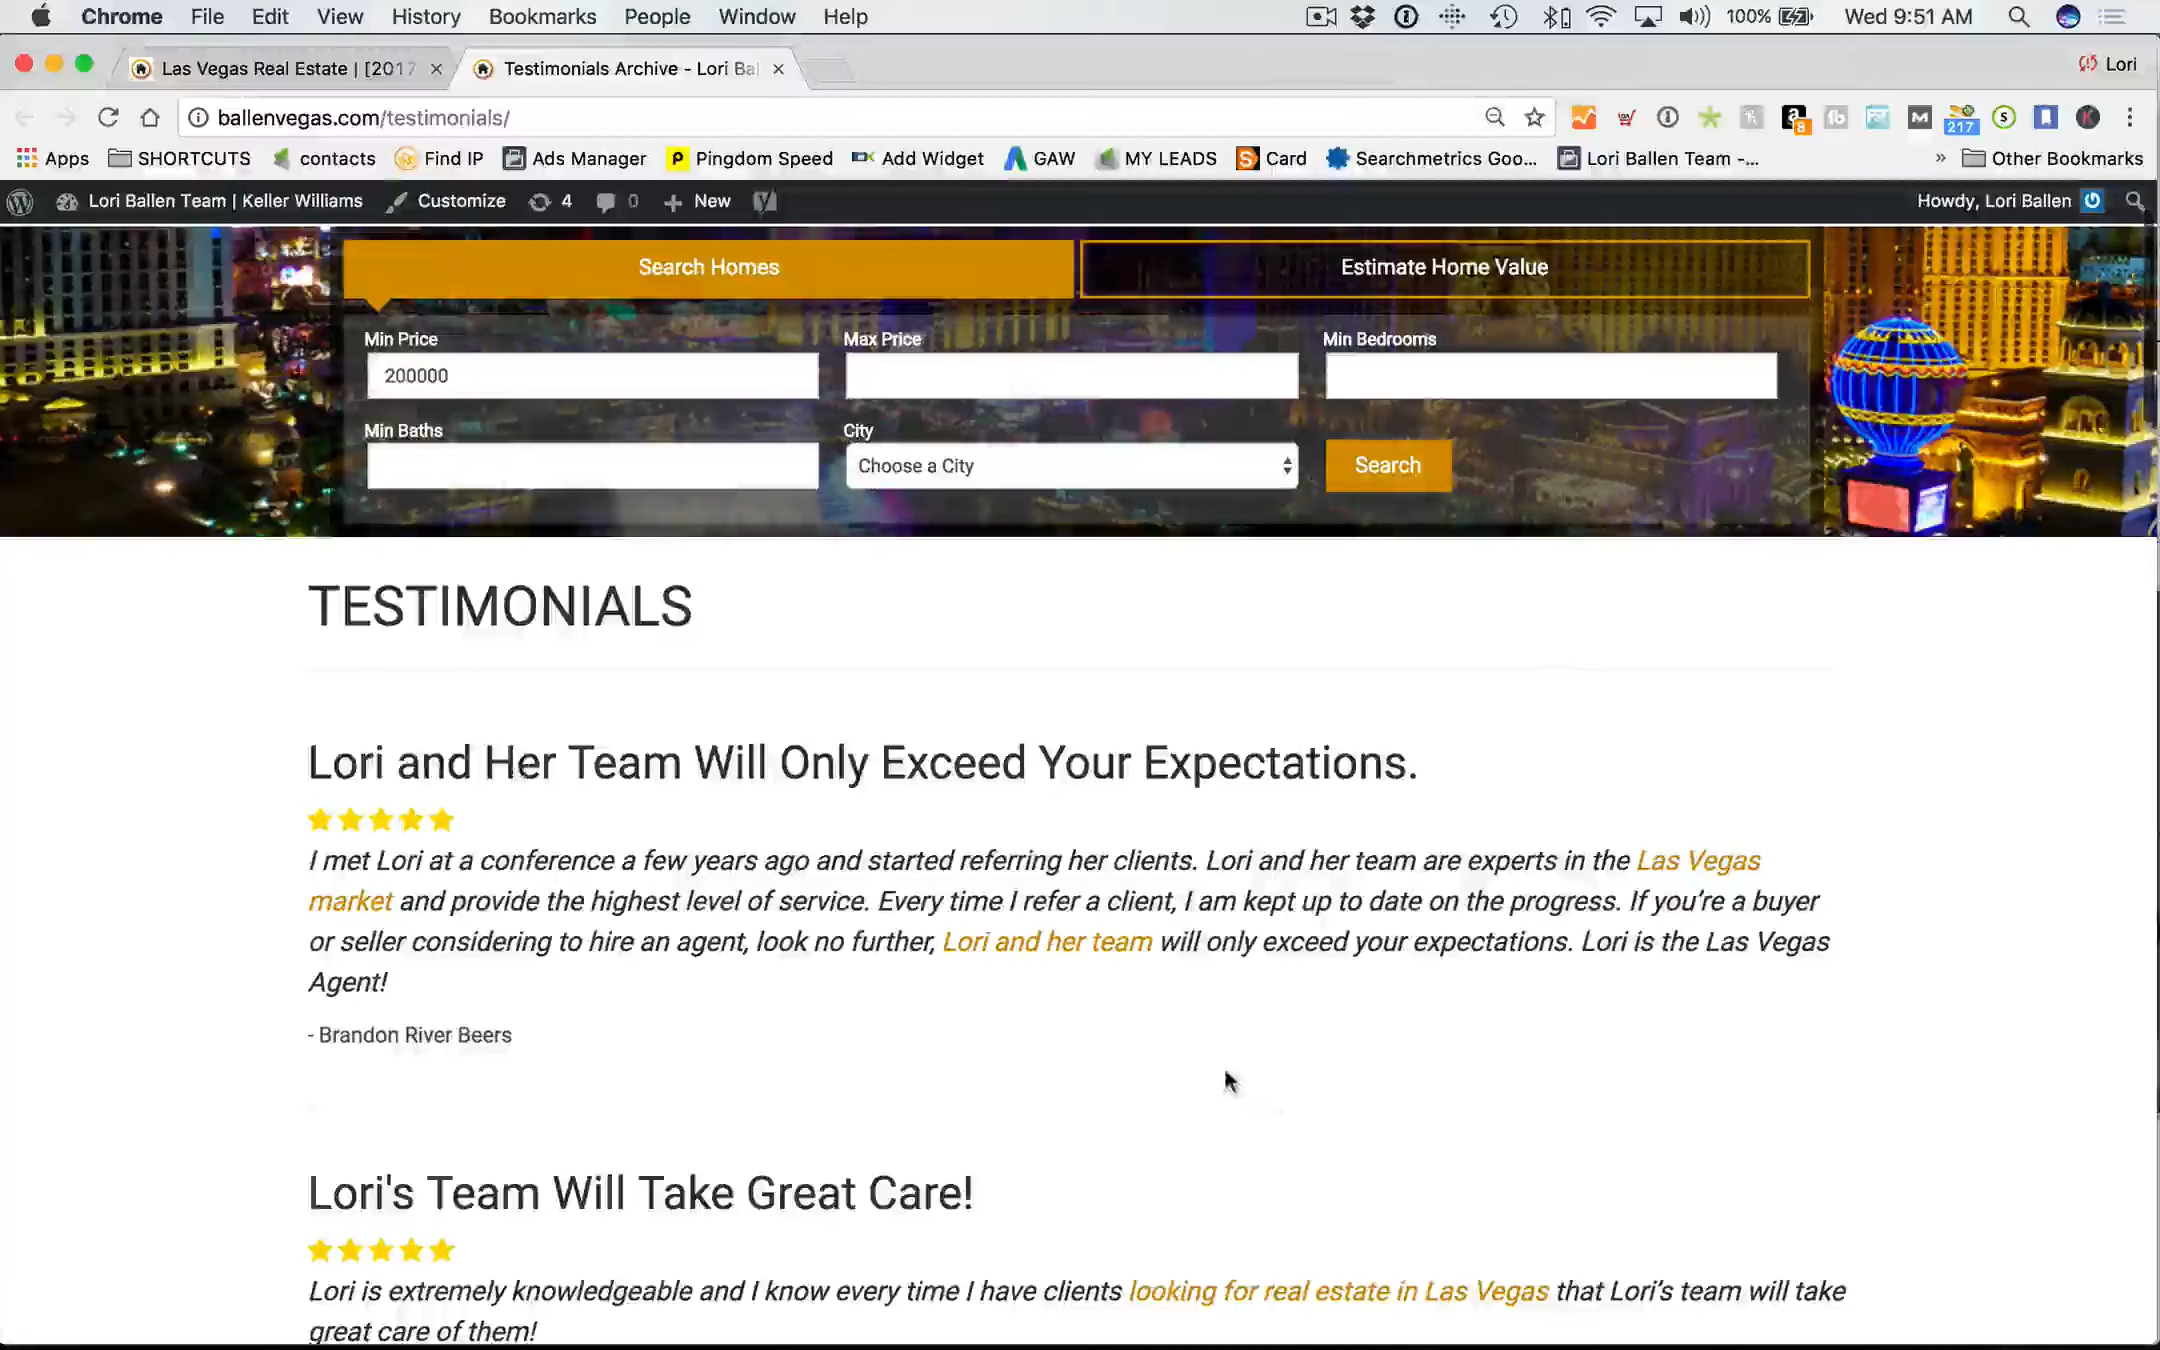 Chrome File Edit View History Bookmarks People Window Help 100% Wed 9:51 AM
Las Vegas Real Estate | [2017 Testimonials Archive - Lori Ba Lori
ballenvegas.com/testimonials/ 8 217
Apps SHORTCUTS contacts Find IP Ads Manager Pingdom Speed Add Widget GAW MY LEADS Card Searchmetrics Goo... Lori Ballen Team -... » Other Bookmarks
Lori Ballen Team | Keller Williams Customize 4 0 New Howdy, Lori Ballen
Search Homes Estimate Home Value
Min Price Max Price Min Bedrooms
200000
Min Baths City
Choose a City Search
TESTIMONIALS
Lori and Her Team Will Only Exceed Your Expectations.
I met Lori at a conference a few years ago and started referring her clients. Lori and her team are experts in the Las Vegas
market and provide the highest level of service. Every time I refer a client, I am kept up to date on the progress. If you’re a buyer
or seller considering to hire an agent, look no further, Lori and her team will only exceed your expectations. Lori is the Las Vegas
Agent!
- Brandon River Beers
Lori's Team Will Take Great Care!
Lori is extremely knowledgeable and I know every time I have clients looking for real estate in Las Vegas that Lori’s team will take
great care of them!